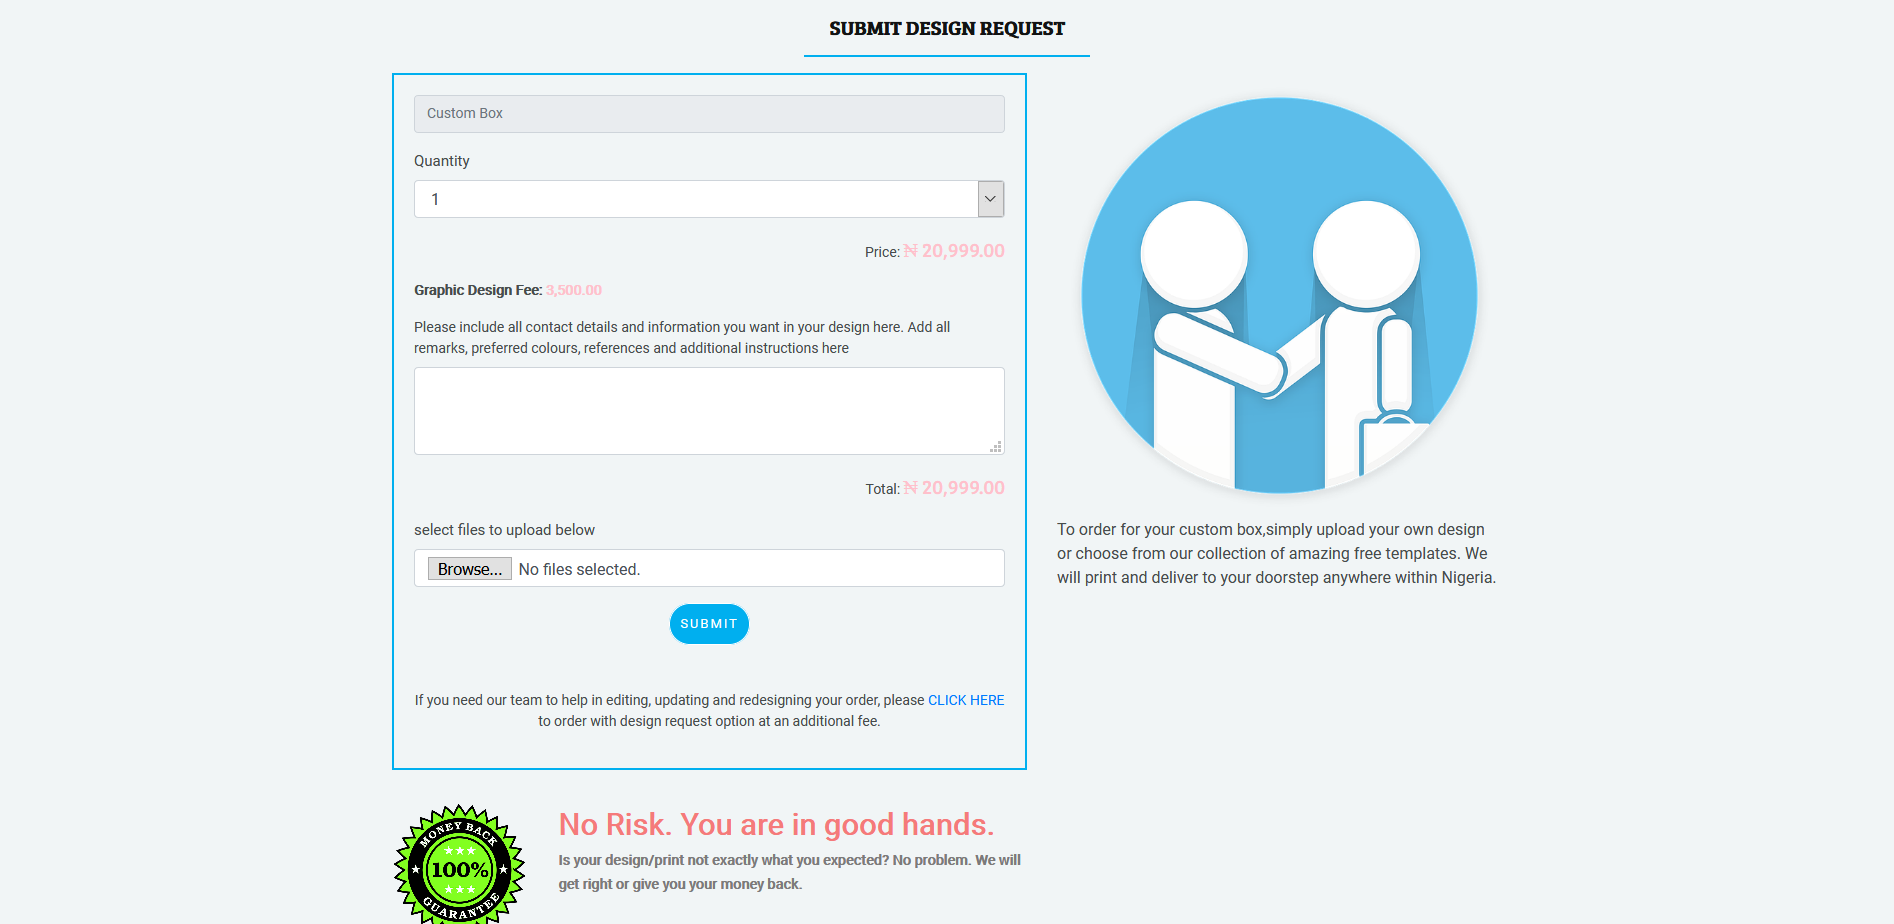 SUBMIT DESIGN REQUEST
Custom Box
Quantity
1
Price: ₦ 20,999.00
Graphic Design Fee: 3,500.00
Please include all contact details and information you want in your design here. Add all
remarks, preferred colours, references and additional instructions here
Total: ₦ 20,999.00
select files to upload below
Browse... No files selected.
SUBMIT
If you need our team to help in editing, updating and redesigning your order, please CLICK HERE
to order with design request option at an additional fee.
To order for your custom box,simply upload your own design
or choose from our collection of amazing free templates. We
will print and deliver to your doorstep anywhere within Nigeria.
MONEY BACK
100%
GUARANTEE
No Risk. You are in good hands.
Is your design/print not exactly what you expected? No problem. We will
get right or give you your money back.